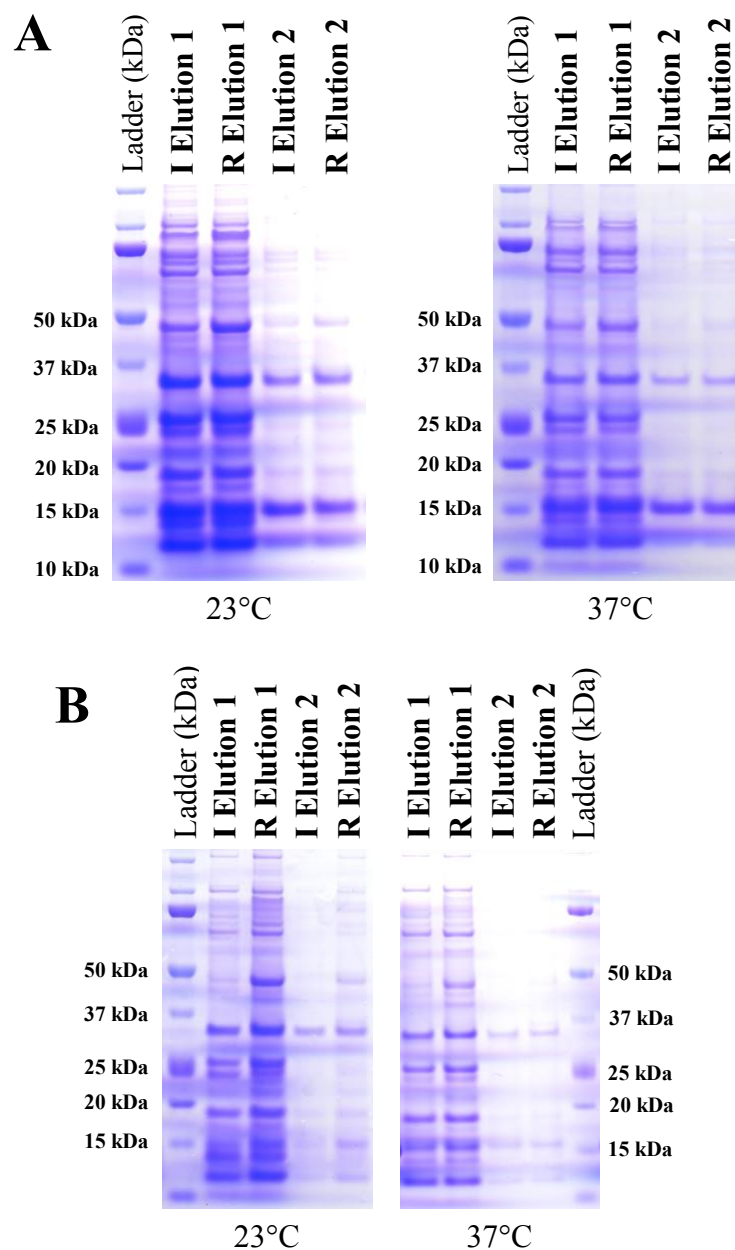 A
Ladder (kDa)
I Elution 1
R Elution 1
I Elution 2
R Elution 2
Ladder (kDa)
I Elution 1
R Elution 1
I Elution 2
R Elution 2
50 kDa
37 kDa
25 kDa
20 kDa
15 kDa
10 kDa
50 kDa
37 kDa
25 kDa
20 kDa
15 kDa
10 kDa
23°C
37°C
B
Ladder (kDa)
I Elution 1
R Elution 1
I Elution 2
R Elution 2
I Elution 1
R Elution 1
I Elution 2
R Elution 2
Ladder (kDa)
50 kDa
37 kDa
25 kDa
20 kDa
15 kDa
50 kDa
37 kDa
25 kDa
20 kDa
15 kDa
23°C
37°C